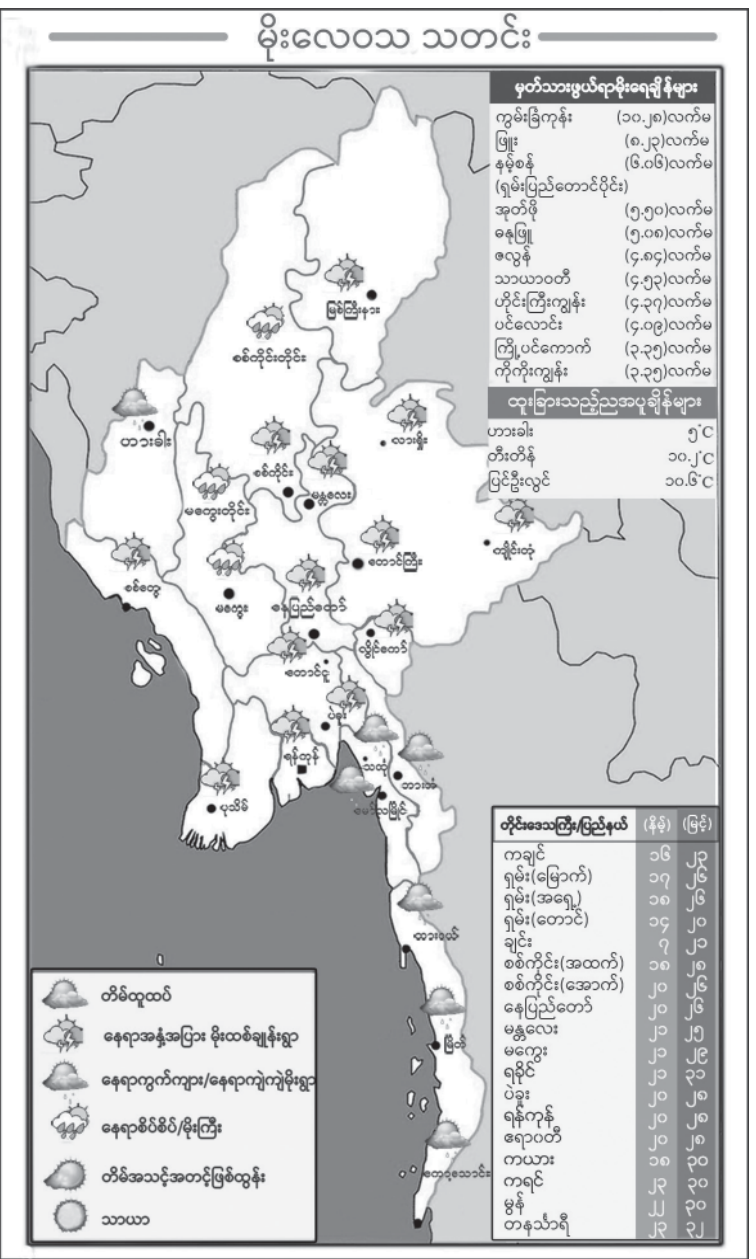 မိုးလေဝသ သတင်း
မှတ်သားဖွယ်ရာမိုးရေချိန်များ
ကွမ်းခြံကုန်း (၁၀.၂၈)လက်မ
ဖြူး (၈.၂၃)လက်မ
နမ့်စန် (၆.၀၆)လက်မ
(ရှမ်းပြည်တောင်ပိုင်း)
အုတ်ဖို (၅.၅၀)လက်မ
ဓနုဖြူ (၅.၀၈)လက်မ
ဇလွန် (၄.၈၄)လက်မ
သာယာဝတီ (၄.၅၃)လက်မ
ဟိုင်းကြီးကျွန်း (၄.၃၇)လက်မ
ပင်လောင်း (၄.၀၉)လက်မ
ကြို့ပင်ကောက် (၃.၃၅)လက်မ
ကိုကိုးကျွန်း (၃.၃၅)လက်မ
ထူးခြားသည့်ညအပူချိန်များ
ဟားခါး ၅°C
တီးတိန် ၁၀.၂°C
ပြင်ဦးလွင် ၁၀.၆°C
မြစ်ကြီးနား
စစ်ကိုင်းတိုင်း
ဟားခါး
လားရှိုး
စစ်ကိုင်း
မန္တလေး
မကွေးတိုင်း
ကျိုင်းတုံ
တောင်ကြီး
စစ်တွေ
မကွေး
နေပြည်တော်
လွိုင်ကော်
တောင်ငူ
ပဲခူး
ရန်ကုန်
သထုံ
ဘားအံ
ပုသိမ်
မော်လမြိုင်
ထားဝယ်
မြိတ်
ကော့သောင်း
တိမ်ထူထပ်
နေရာအနှံ့အပြား မိုးထစ်ချုန်းရွာ
နေရာကွက်ကျား/နေရာကျဲကျဲမိုးရွာ
နေရာစိပ်စိပ်/မိုးကြီး
တိမ်အသင့်အတင့်ဖြစ်ထွန်း
သာယာ
တိုင်းဒေသကြီး/ပြည်နယ် (နိမ့်) (မြင့်)
ကချင် ၁၆ ၂၃
ရှမ်း(မြောက်) ၁၇ ၂၆
ရှမ်း(အရှေ့) ၁၈ ၂၆
ရှမ်း(တောင်) ၁၄ ၂၀
ချင်း ၇ ၂၁
စစ်ကိုင်း(အထက်) ၁၈ ၂၈
စစ်ကိုင်း(အောက်) ၂၀ ၂၆
နေပြည်တော် ၂၀ ၂၆
မန္တလေး ၂၁ ၂၅
မကွေး ၂၁ ၂၉
ရခိုင် ၂၁ ၃၁
ပဲခူး ၂၀ ၂၈
ရန်ကုန် ၂၀ ၂၈
ဧရာဝတီ ၂၀ ၂၈
ကယား ၁၈ ၃၀
ကရင် ၂၃ ၃၀
မွန် ၂၂ ၃၀
တနင်္သာရီ ၂၃ ၃၂